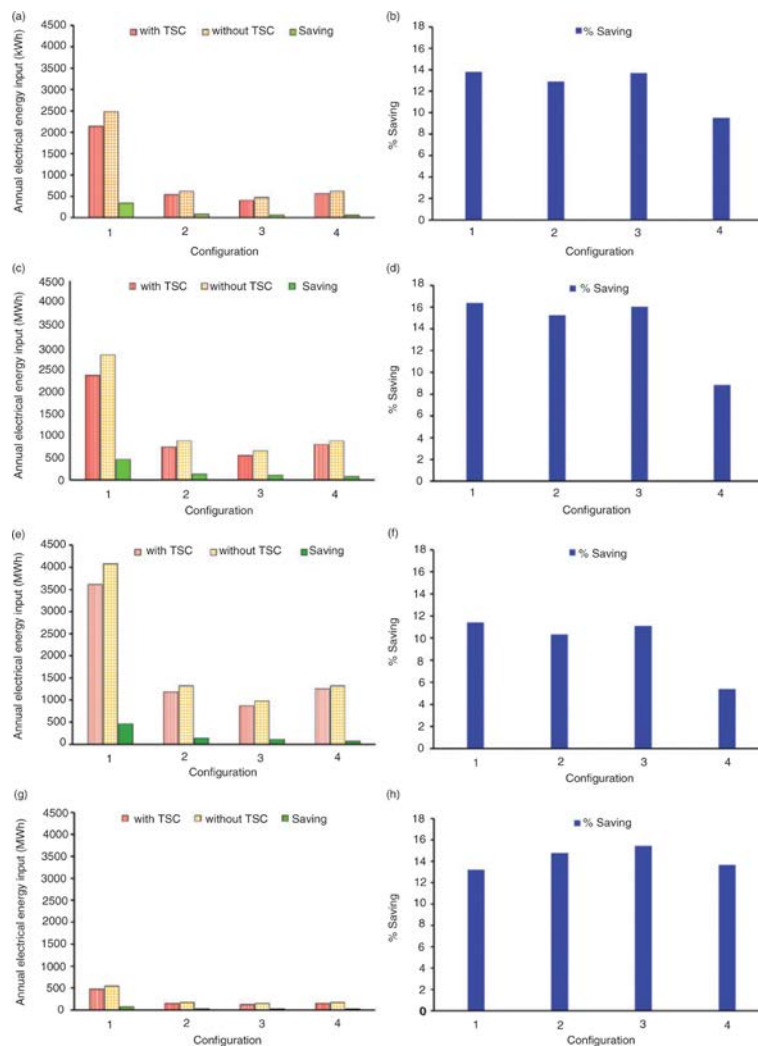 (a)
with TSC without TSC Saving
Annual electrical energy input (kWh)
4500
4000
3500
3000
2500
2000
1500
1000
500
0
1 2 3 4
Configuration
(b)
% Saving
% Saving
18
16
14
12
10
8
6
4
2
0
1 2 3 4
Configuration
(c)
with TSC without TSC Saving
Annual electrical energy input (MWh)
4500
4000
3500
3000
2500
2000
1500
1000
500
0
1 2 3 4
Configuration
(d)
% Saving
% Saving
18
16
14
12
10
8
6
4
2
0
1 2 3 4
Configuration
(e)
with TSC without TSC Saving
Annual electrical energy input (MWh)
4500
4000
3500
3000
2500
2000
1500
1000
500
0
1 2 3 4
Configuration
(f)
% Saving
% Saving
18
16
14
12
10
8
6
4
2
0
1 2 3 4
Configuration
(g)
with TSC without TSC Saving
Annual electrical energy input (MWh)
4500
4000
3500
3000
2500
2000
1500
1000
500
0
1 2 3 4
Configuration
(h)
% Saving
% Saving
18
16
14
12
10
8
6
4
2
0
1 2 3 4
Configuration